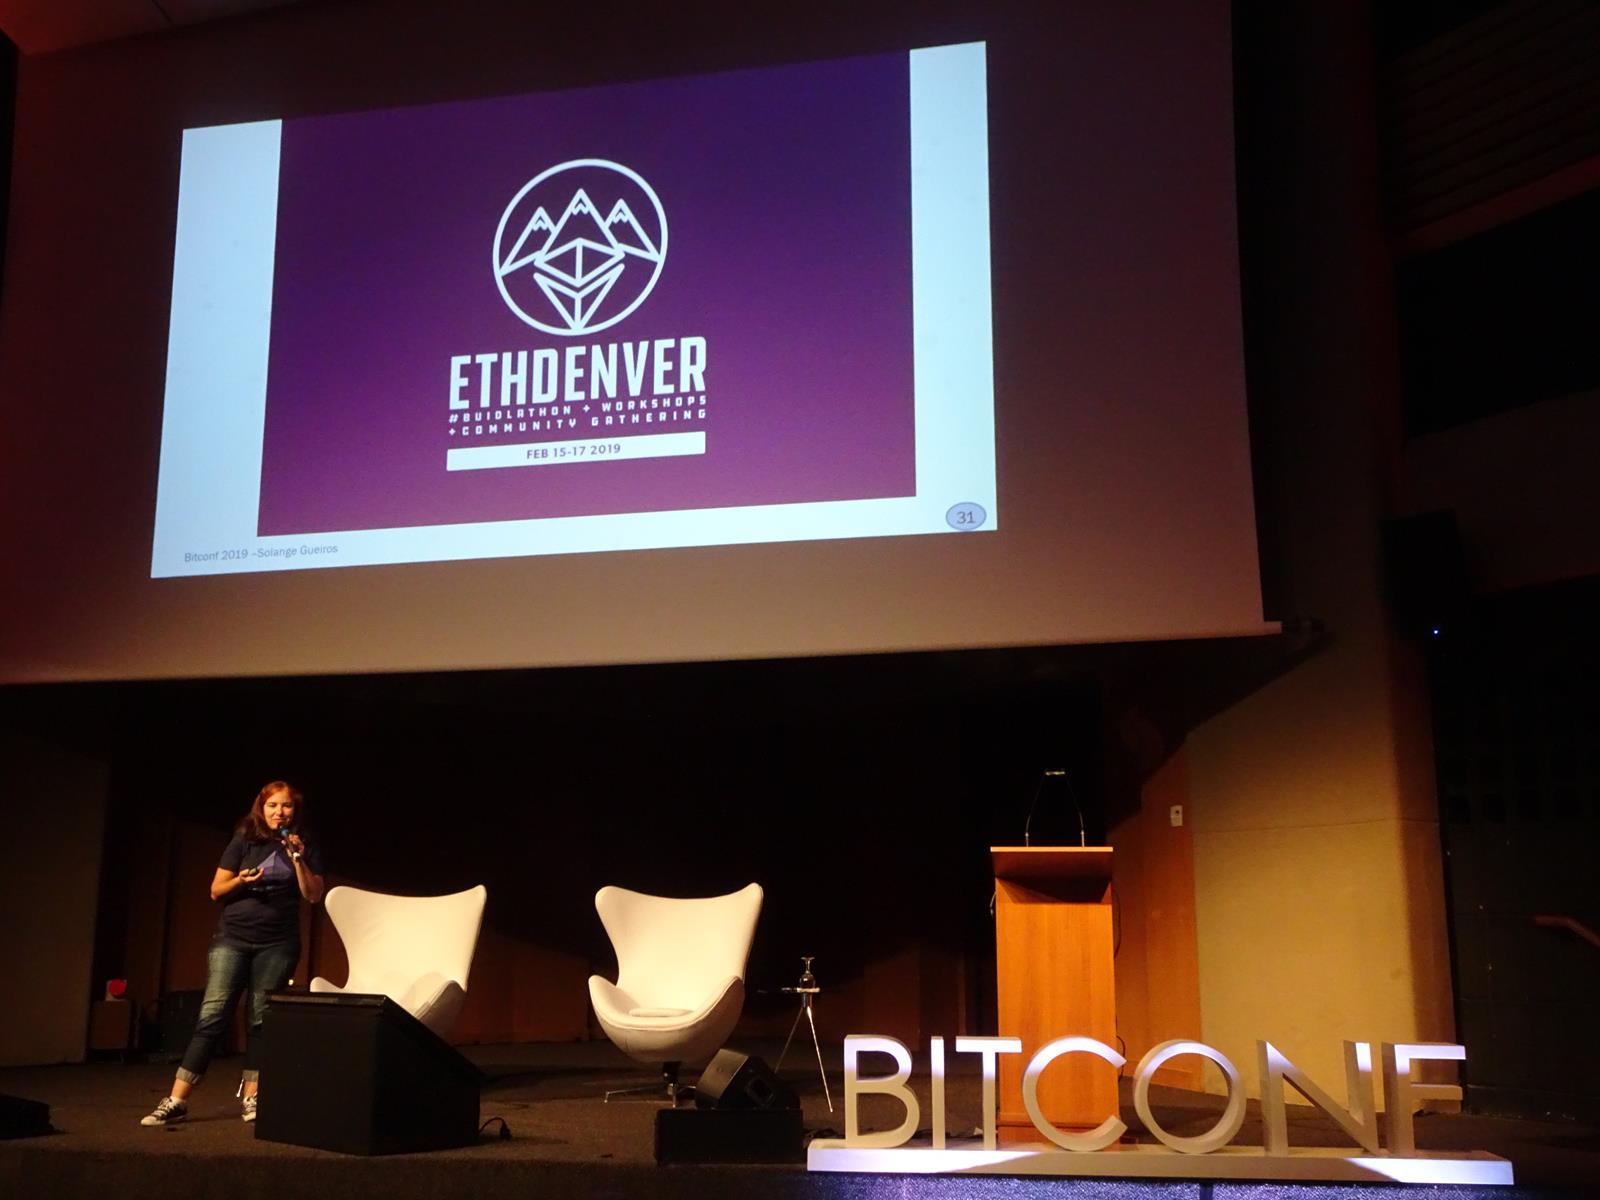 ETHDENVER
#BUIDLATHON + WORKSHOPS
+COMMUNITY GATHERING
FEB 15-17 2019
31
Bitconf 2019 –Solange Gueiros
BITCONF